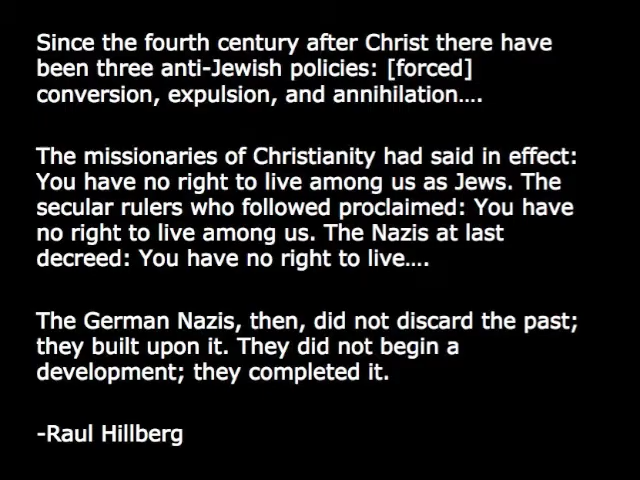 Since the fourth century after Christ there have
been three anti-Jewish policies: [forced]
conversion, expulsion, and annihilation....
The missionaries of Christianity had said in effect:
You have no right to live among us as Jews. The
secular rulers who followed proclaimed: You have
no right to live among us. The Nazis at last
decreed: You have no right to live....
The German Nazis, then, did not discard the past;
they built upon it. They did not begin a
development; they completed it.
-Raul Hillberg